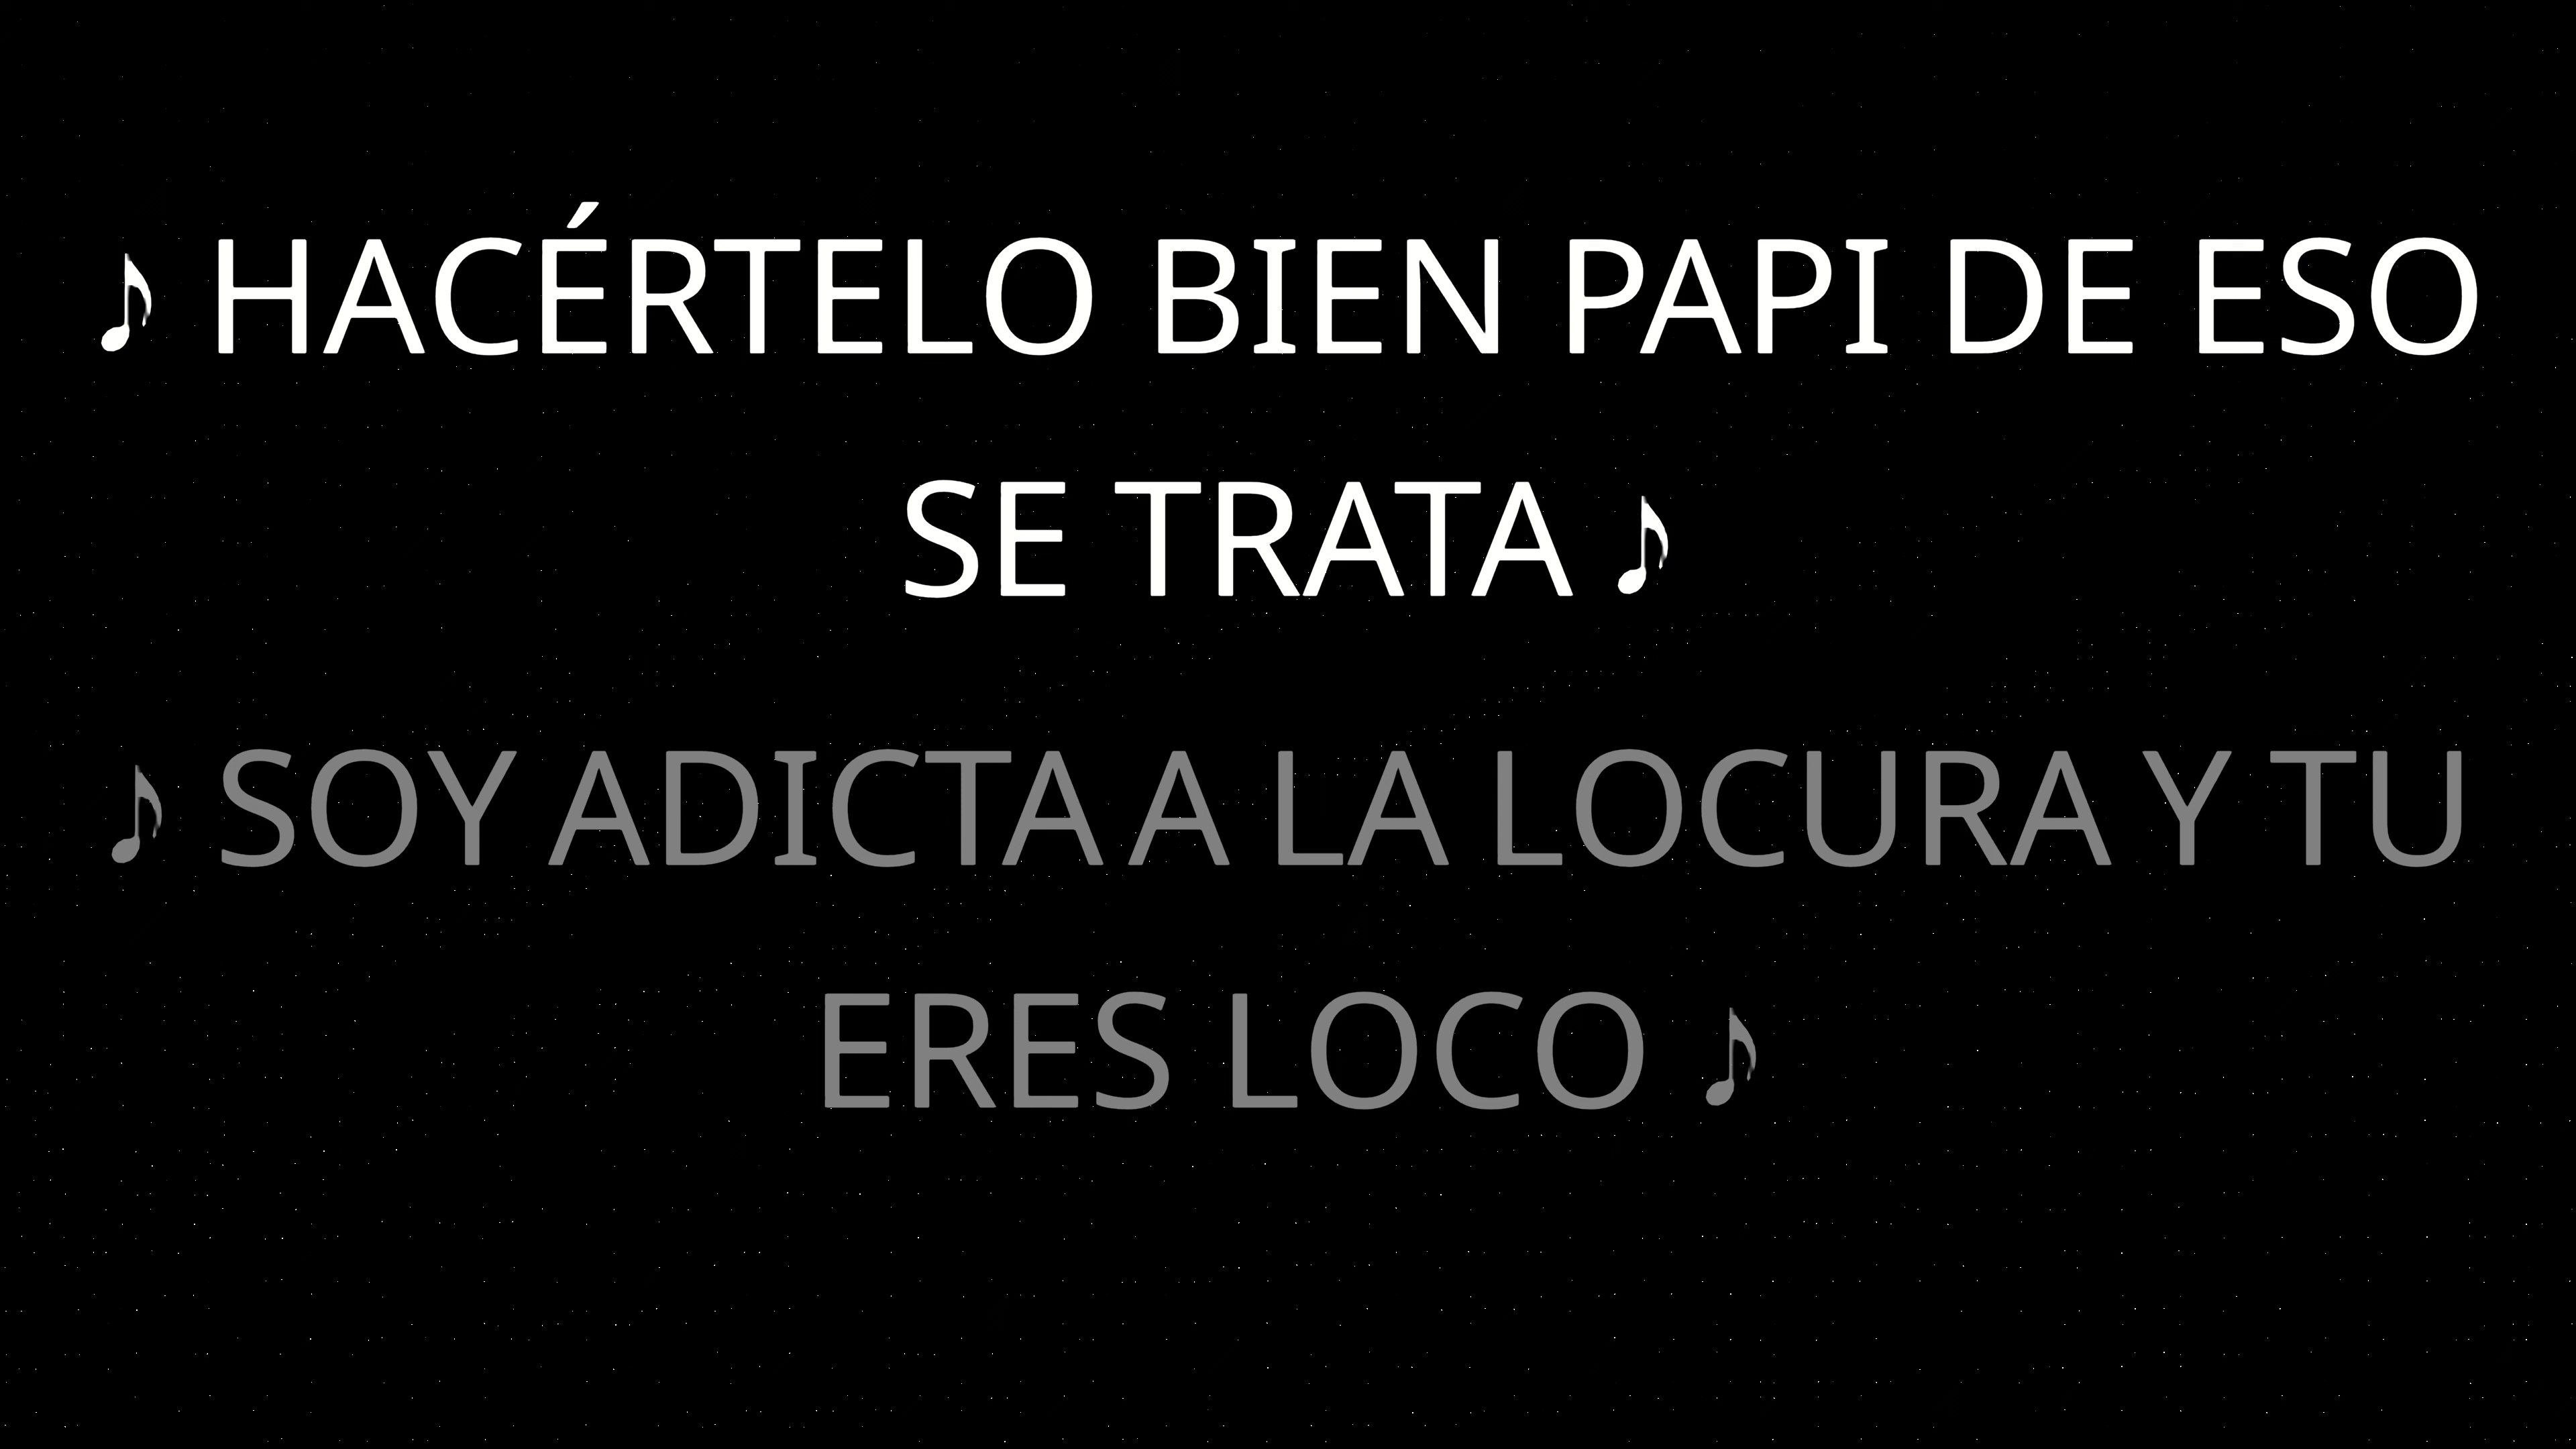 ♪ HACÉRTELO BIEN PAPI DE ESO
SE TRATA ♪
♪ SOY ADICTA A LA LOCURA Y TU
ERES LOCO ♪